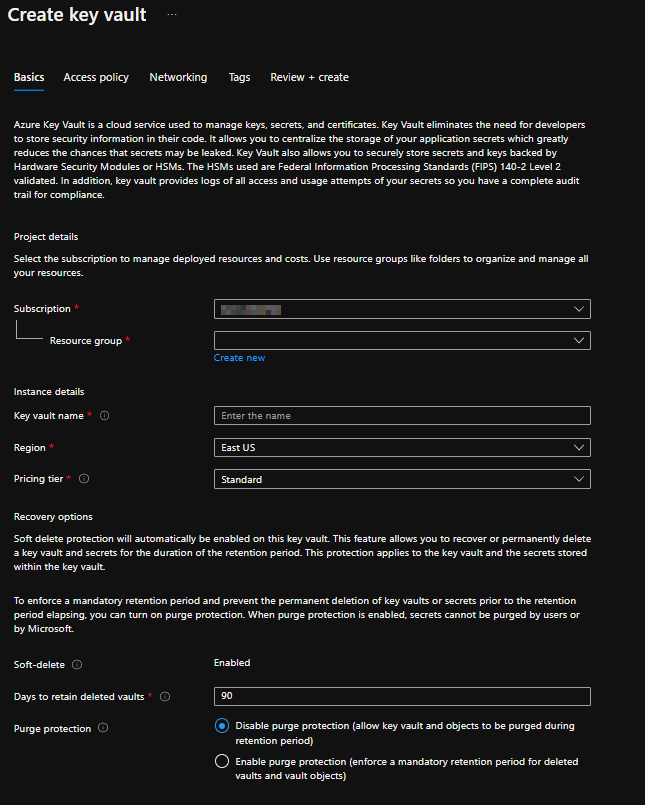 Create key vault ...
Basics Access policy Networking Tags Review + create
Azure Key Vault is a cloud service used to manage keys, secrets, and certificates. Key Vault eliminates the need for developers
to store security information in their code. It allows you to centralize the storage of your application secrets which greatly
reduces the chances that secrets may be leaked. Key Vault also allows you to securely store secrets and keys backed by
Hardware Security Modules or HSMs. The HSMs used are Federal Information Processing Standards (FIPS) 140-2 Level 2
validated. In addition, key vault provides logs of all access and usage attempts of your secrets so you have a complete audit
trail for compliance.
Project details
Select the subscription to manage deployed resources and costs. Use resource groups like folders to organize and manage all
your resources.
Subscription *
Resource group *
Create new
Instance details
Key vault name * Enter the name
Region * East US
Pricing tier * Standard
Recovery options
Soft delete protection will automatically be enabled on this key vault. This feature allows you to recover or permanently delete
a key vault and secrets for the duration of the retention period. This protection applies to the key vault and the secrets stored
within the key vault.
To enforce a mandatory retention period and prevent the permanent deletion of key vaults or secrets prior to the retention
period elapsing, you can turn on purge protection. When purge protection is enabled, secrets cannot be purged by users or
by Microsoft.
Soft-delete Enabled
Days to retain deleted vaults * 90
Purge protection Disable purge protection (allow key vault and objects to be purged during
retention period)
Enable purge protection (enforce a mandatory retention period for deleted
vaults and vault objects)